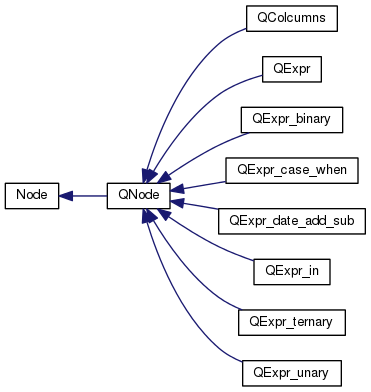 QColcumns
QExpr
QExpr_binary
QExpr_case_when
Node
QNode
QExpr_date_add_sub
QExpr_in
QExpr_ternary
QExpr_unary